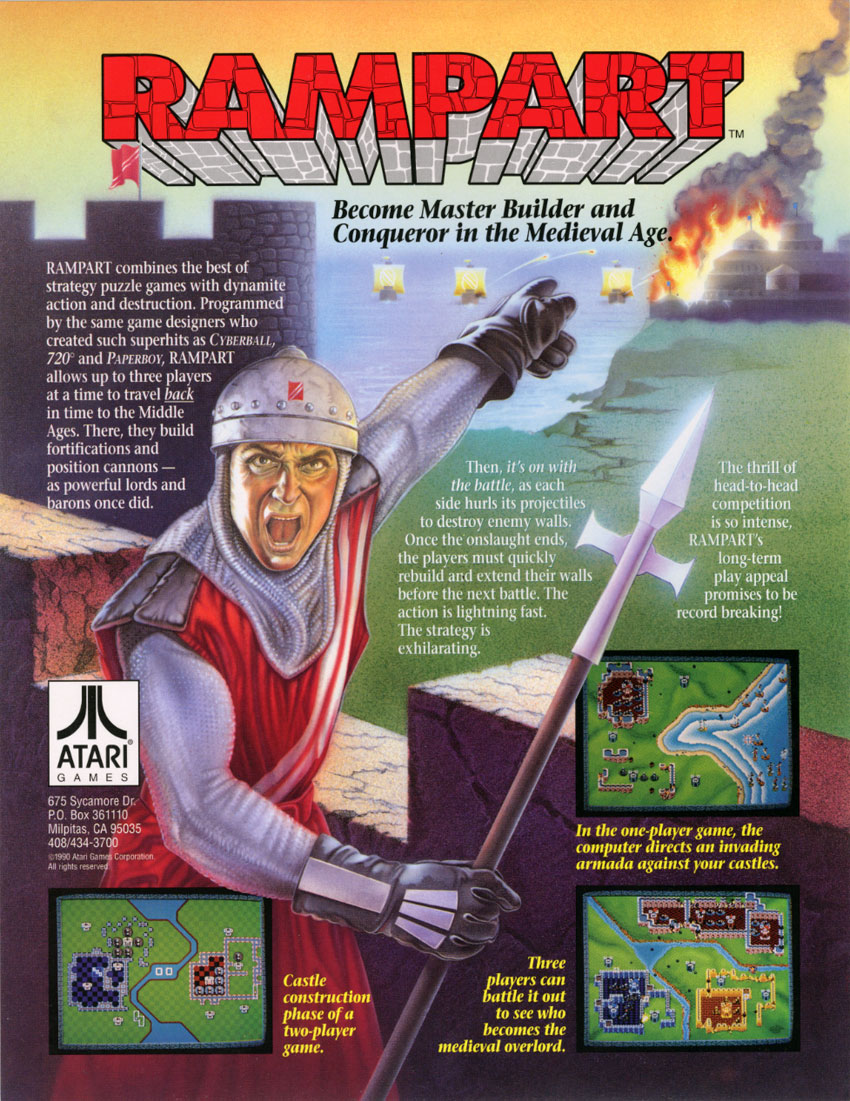 RAMPART
TM
Become Master Builder and
Conqueror in the Medieval Age.
RAMPART combines the best of
strategy puzzle games with dynamite
action and destruction. Programmed
by the same game designers who
created such superhits as CYBERBALL,
720° and PAPERBOY, RAMPART
allows up to three players
at a time to travel back
in time to the Middle
Ages. There, they build
fortifications and
position cannons —
as powerful lords and
barons once did.
Then, it's on with
the battle, as each
side hurls its projectiles
to destroy enemy walls.
Once the onslaught ends,
the players must quickly
rebuild and extend their walls
before the next battle. The
action is lightning fast.
The strategy is
exhilarating.
The thrill of
head-to-head
competition
is so intense,
RAMPART's
long-term
play appeal
promises to be
record breaking!
ATARI®
GAMES
675 Sycamore Dr.
P.O. Box 361110
Milpitas, CA 95035
408/434-3700
©1990 Atari Games Corporation.
All rights reserved.
In the one-player game, the
computer directs an invading
armada against your castles.
Castle
construction
phase of a
two-player
game.
Three
players can
battle it out
to see who
becomes the
medieval overlord.